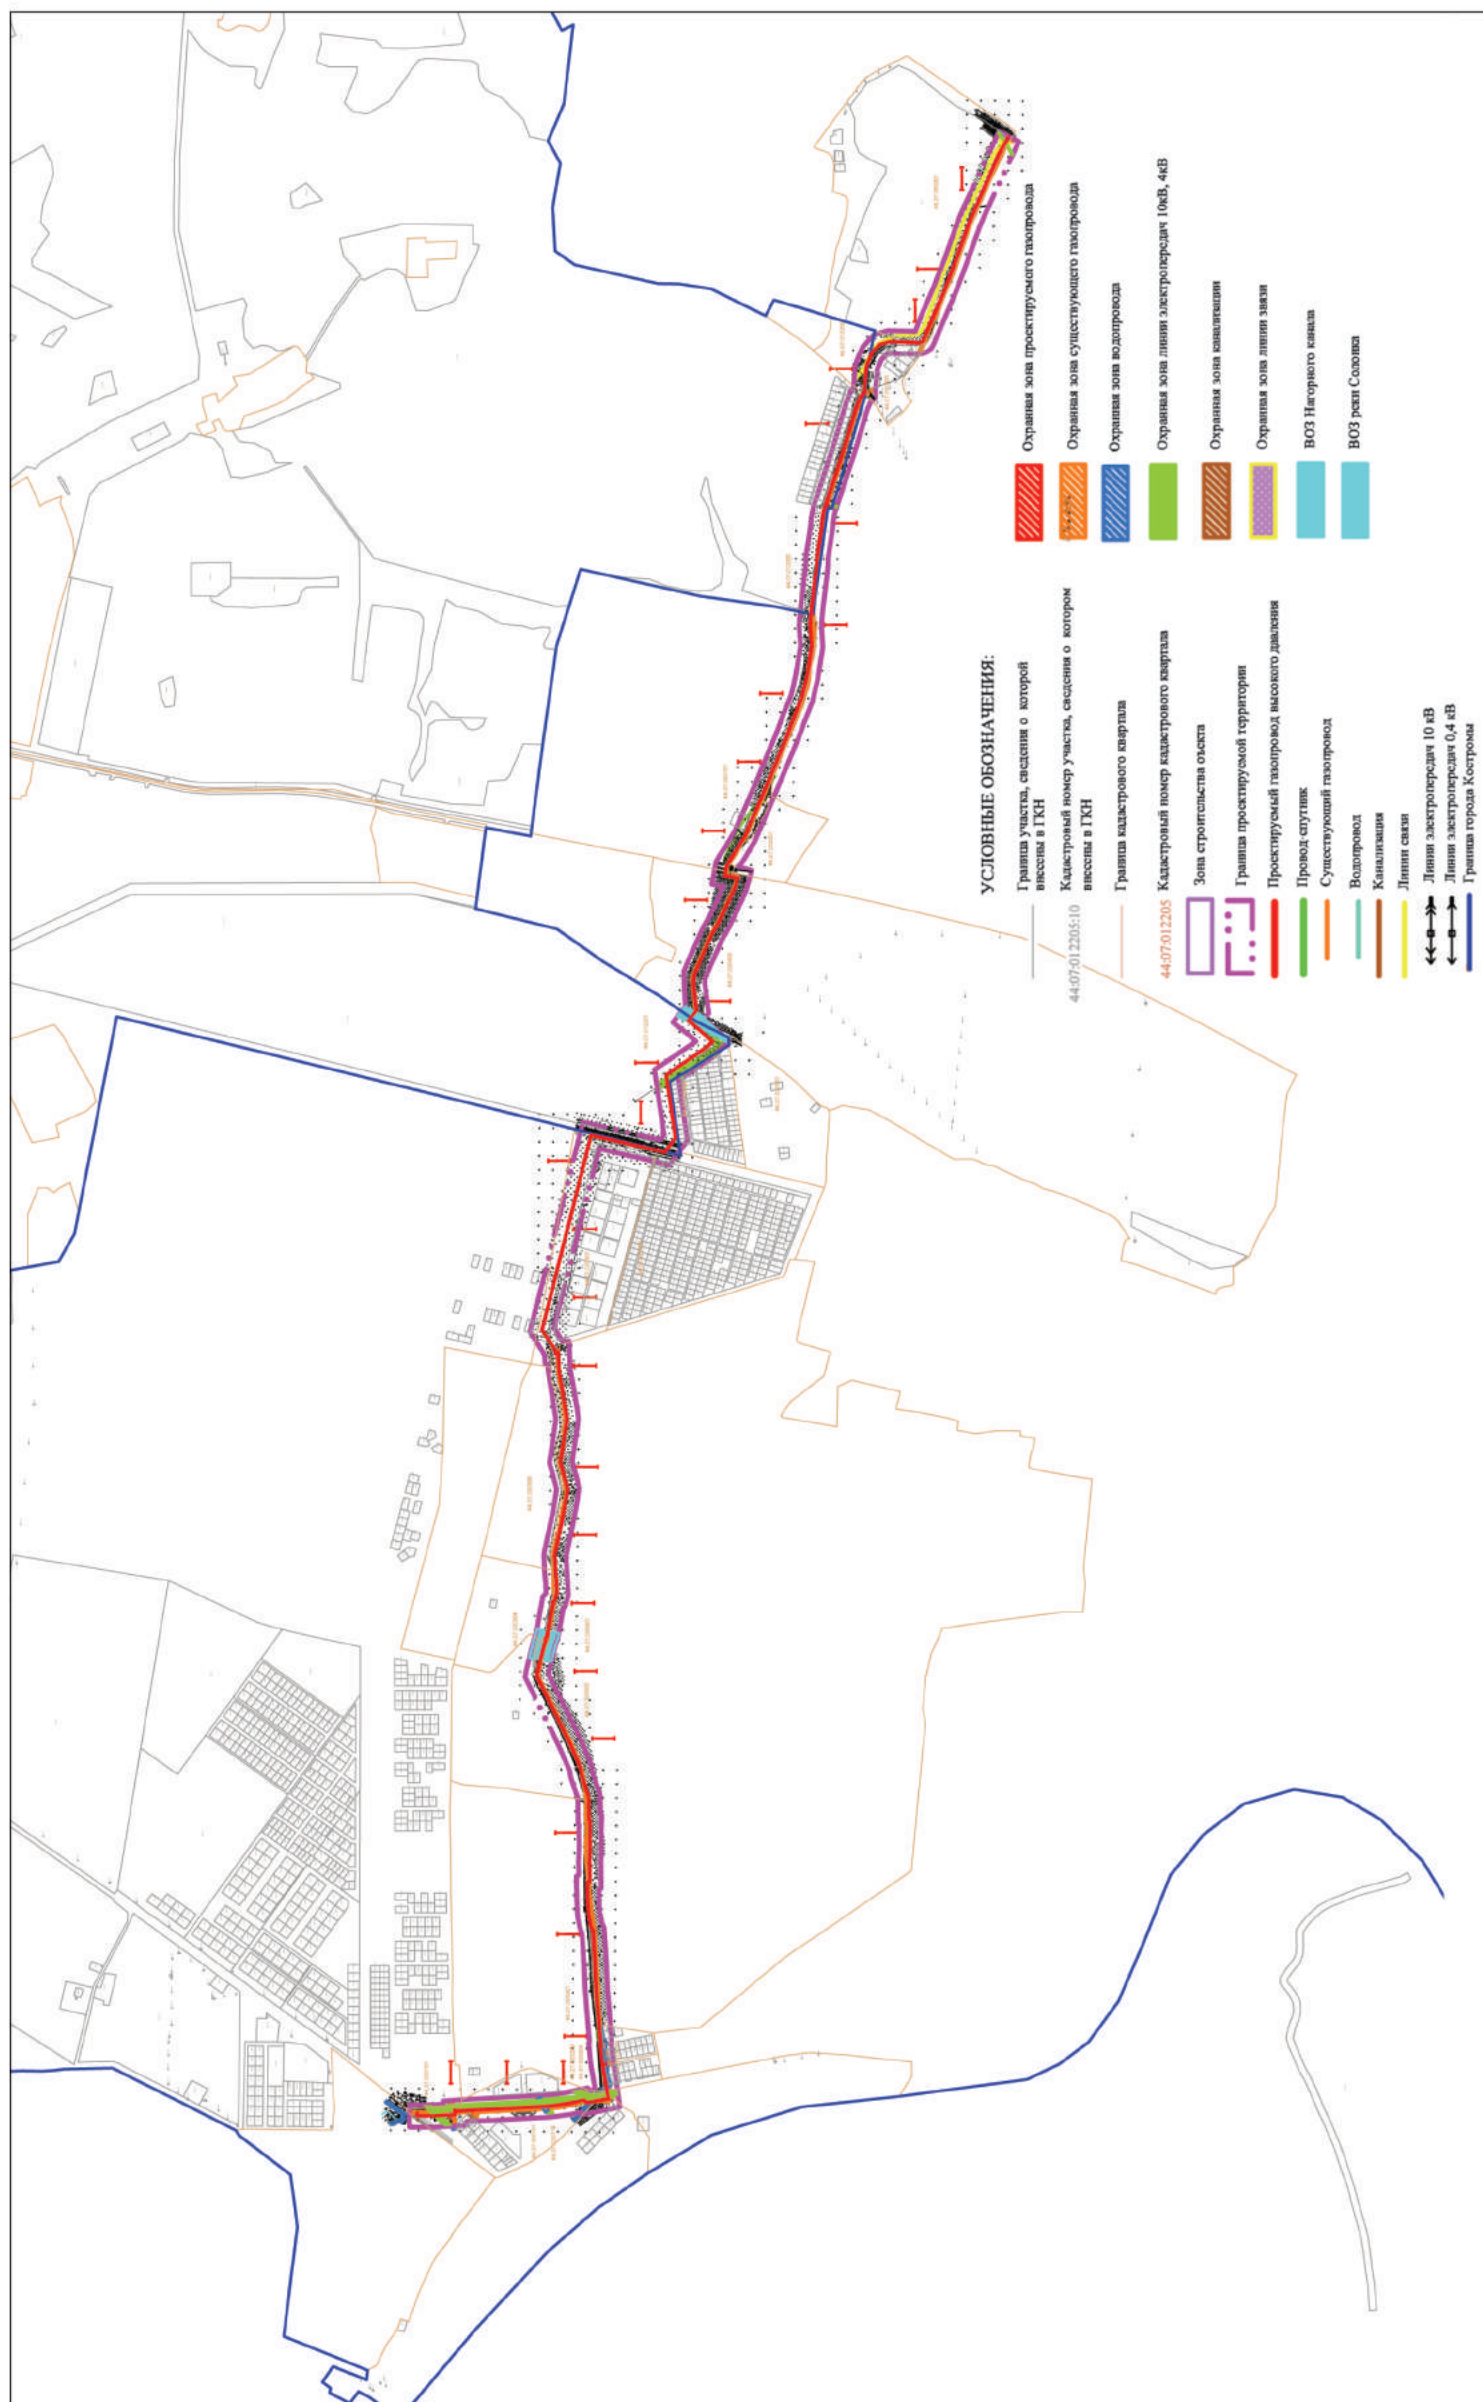 УСЛОВНЫЕ ОБОЗНАЧЕНИЯ:
Граница участка, сведения о которой
внесены в ГКН
44:07:012205:10
Кадастровый номер участка, сведения о котором
внесены в ГКН
Граница кадастрового квартала
44:07:012205
Кадастровый номер кадастрового квартала
Зона строительства объекта
Граница проектируемой территории
Проектируемый газопровод высокого давления
Провод-спутник
Существующий газопровод
Водопровод
Канализация
Линии связи
Линии электропередач 10 кВ
Линии электропередач 0,4 кВ
Граница города Костромы
Охранная зона проектируемого газопровода
Охранная зона существующего газопровода
Охранная зона водопровода
Охранная зона линии электропередач 10кВ, 4кВ
Охранная зона канализации
Охранная зона линии связи
ВОЗ Нагорного канала
ВОЗ реки Солонка